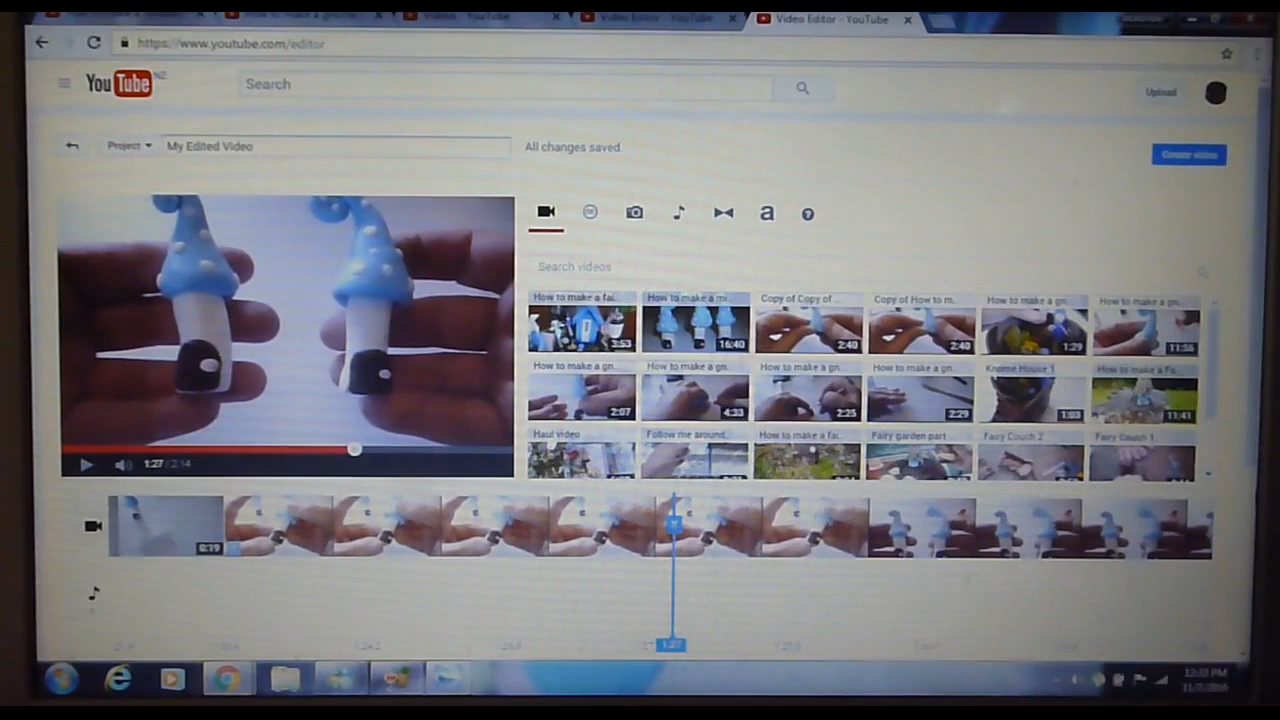 Video Editor - YouTube
https://www.youtube.com/editor
YouTube NZ
Search
Upload
Project
My Edited Video
All changes saved.
Create video
Search videos
How to make a fai... How to make a mi... Copy of Copy of ... Copy of How to m... How to make a gn... How to make a gn...
3:53 16:40 2:40 2:40 1:29 11:56
How to make a gn... How to make a gn... How to make a gn... How to make a gn... Knome House 1 How to make a Fa...
2:07 4:33 2:25 2:29 1:03 11:41
Haul video Follow me around... How to make a fai... Fairy garden part... Fairy Couch 2 Fairy Couch 1
1:27 / 2:14
0:19
1:27